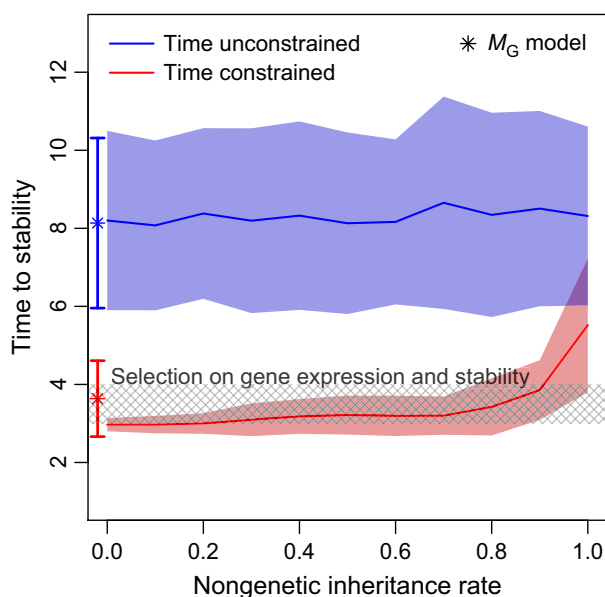 Time unconstrained
Time constrained
M_G model
12
10
8
6
4
2
Time to stability
Selection on gene expression and stability
0.0 0.2 0.4 0.6 0.8 1.0
Nongenetic inheritance rate